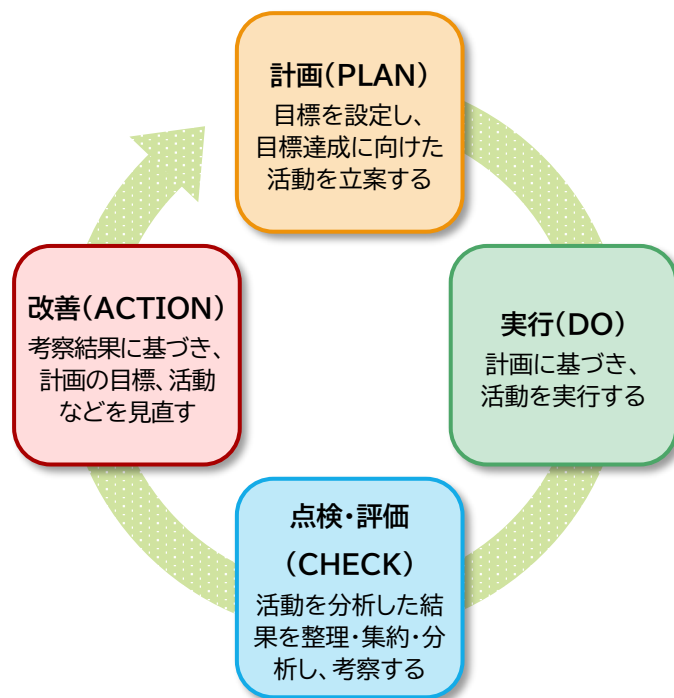 計画(PLAN)
目標を設定し、
目標達成に向けた
活動を立案する
実行(DO)
計画に基づき、
活動を実行する
点検・評価
(CHECK)
活動を分析した結
果を整理・集約・分
析し、考察する
改善(ACTION)
考察結果に基づき、
計画の目標、活動
などを見直す